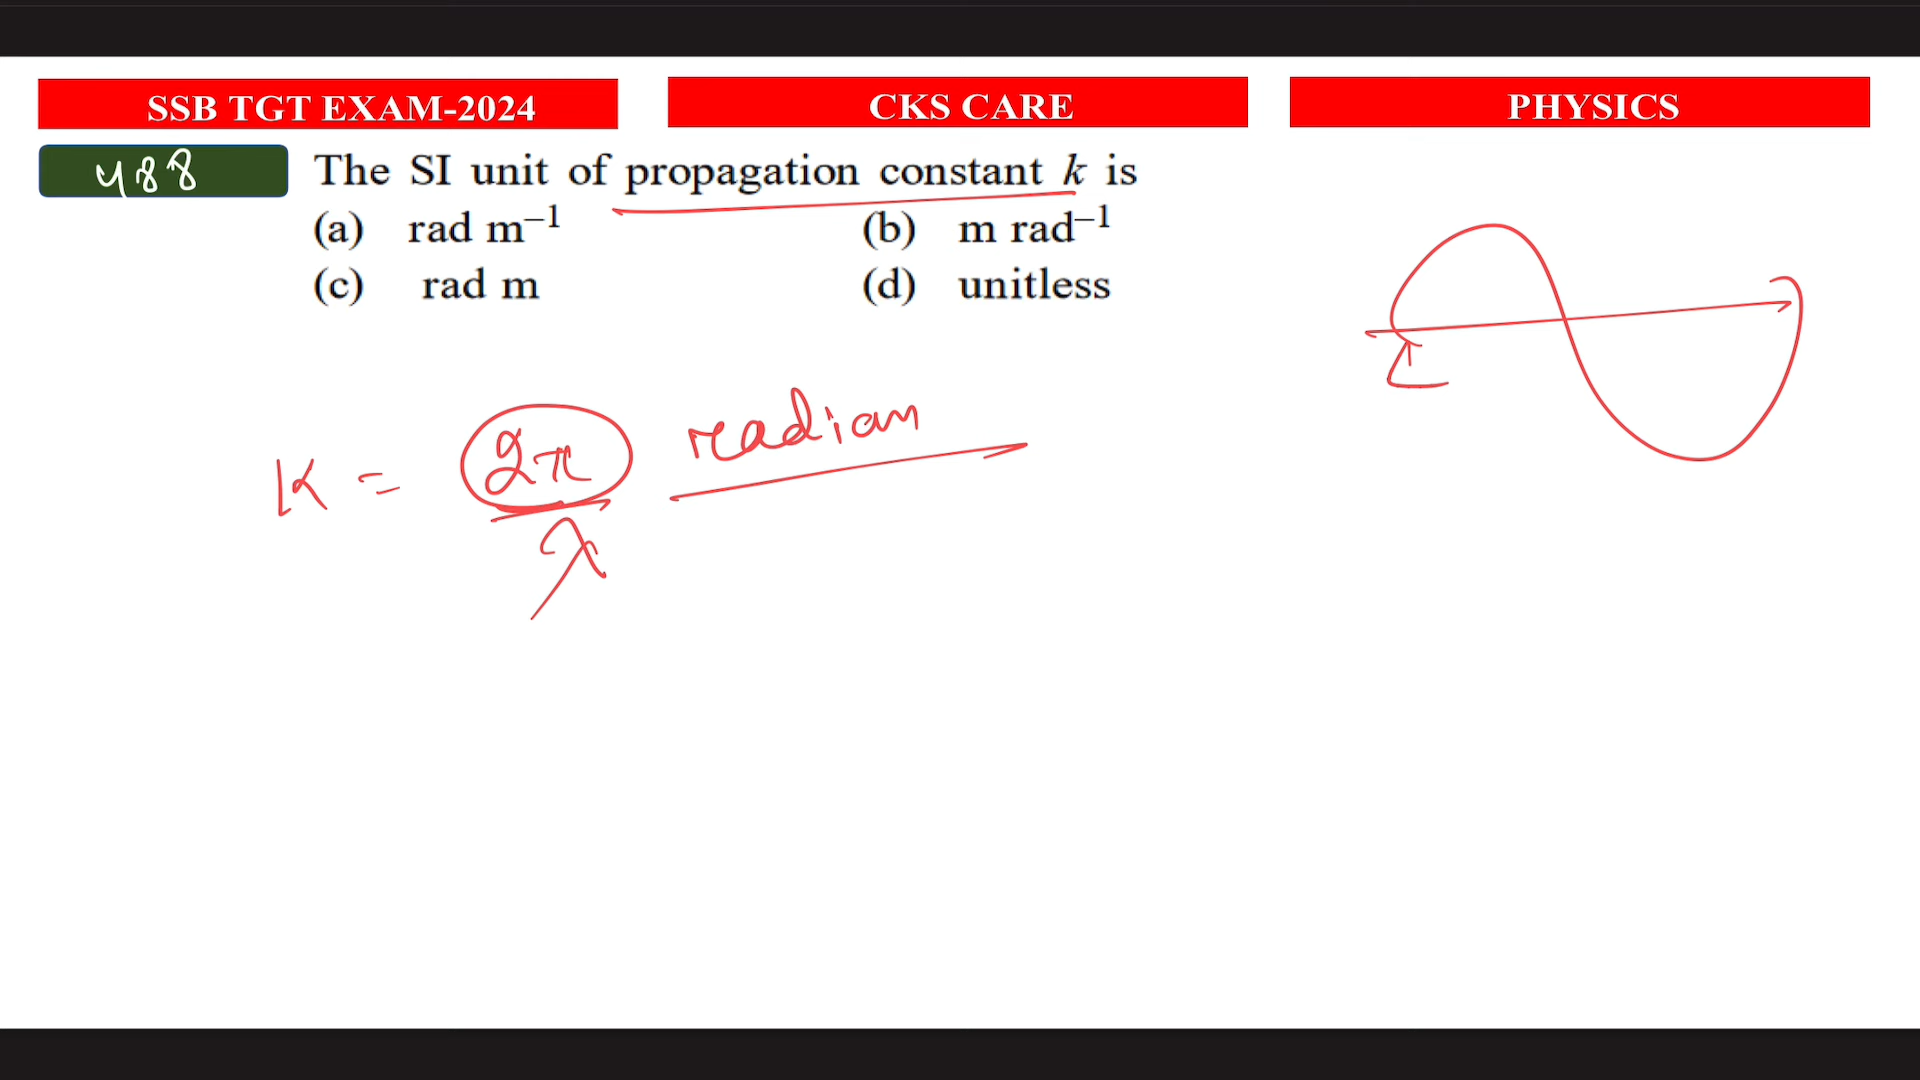 SSB TGT EXAM-2024 CKS CARE PHYSICS
488 The SI unit of propagation constant k is
(a) rad m⁻¹ (b) m rad⁻¹
(c) rad m (d) unitless
K = 2π/λ radian